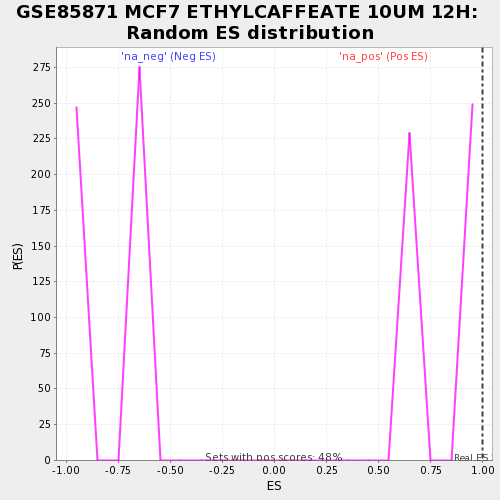 GSE85871 MCF7 ETHYLCAFFEATE 10UM 12H:
Random ES distribution
'na_neg' (Neg ES)
'na_pos' (Pos ES)
275
250
225
200
175
150
125
100
75
50
25
0
P(ES)
Sets with pos scores: 48%
Real ES
-1.00
-0.75
-0.50
-0.25
0.00
0.25
0.50
0.75
1.00
ES